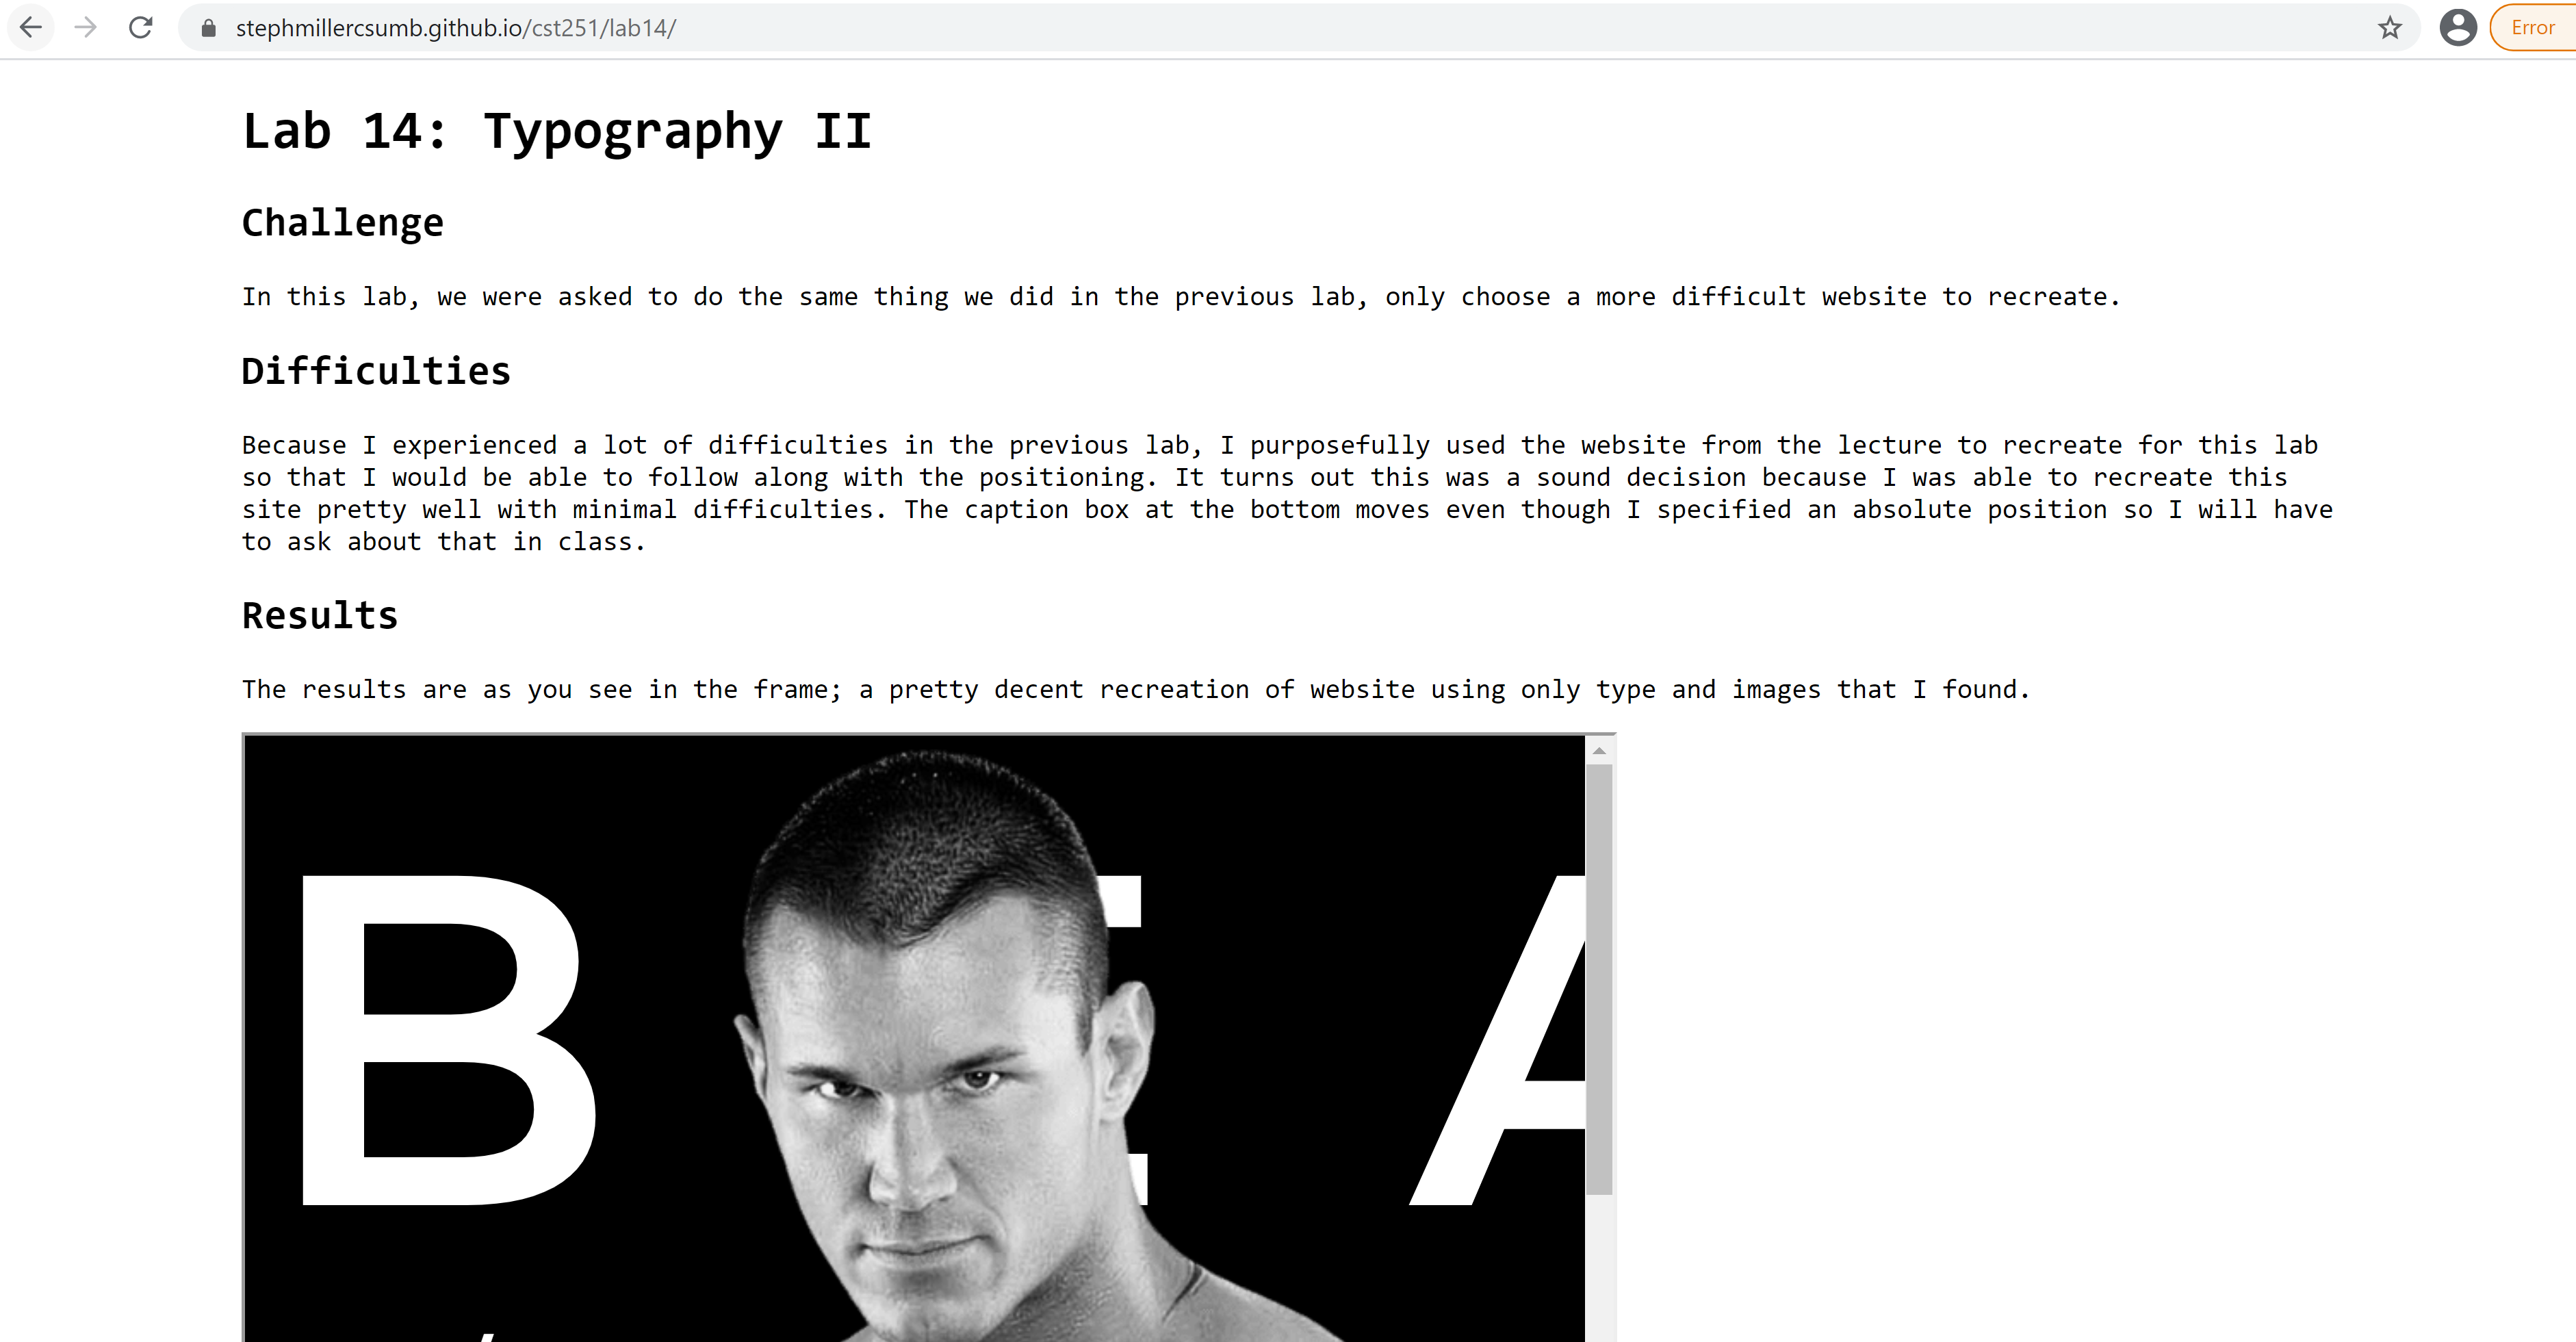 stephmillercsumb.github.io/cst251/lab14/
Error
Lab 14: Typography II
Challenge
In this lab, we were asked to do the same thing we did in the previous lab, only choose a more difficult website to recreate.
Difficulties
Because I experienced a lot of difficulties in the previous lab, I purposefully used the website from the lecture to recreate for this lab
so that I would be able to follow along with the positioning. It turns out this was a sound decision because I was able to recreate this
site pretty well with minimal difficulties. The caption box at the bottom moves even though I specified an absolute position so I will have
to ask about that in class.
Results
The results are as you see in the frame; a pretty decent recreation of website using only type and images that I found.
B E A